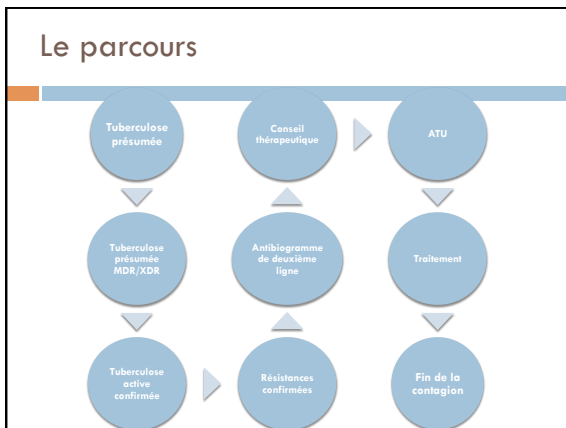 Le parcours
Tuberculose
présumée
Tuberculose
présumée
MDR/XDR
Tuberculose
active
confirmée
Résistances
confirmées
Antibiogramme
de deuxième
ligne
Conseil
thérapeutique
ATU
Traitement
Fin de la
contagion